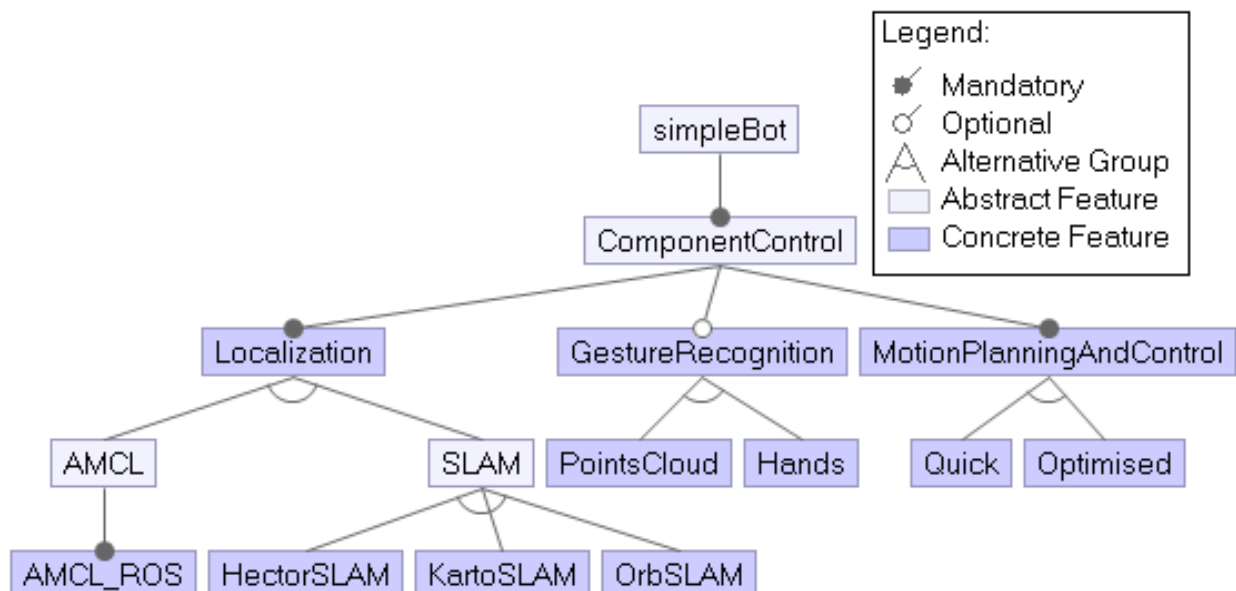 Legend:
Mandatory
Optional
Alternative Group
Abstract Feature
Concrete Feature
simpleBot
ComponentControl
Localization
GestureRecognition
MotionPlanningAndControl
AMCL
SLAM
PointsCloud
Hands
Quick
Optimised
AMCL_ROS
HectorSLAM
KartoSLAM
OrbSLAM